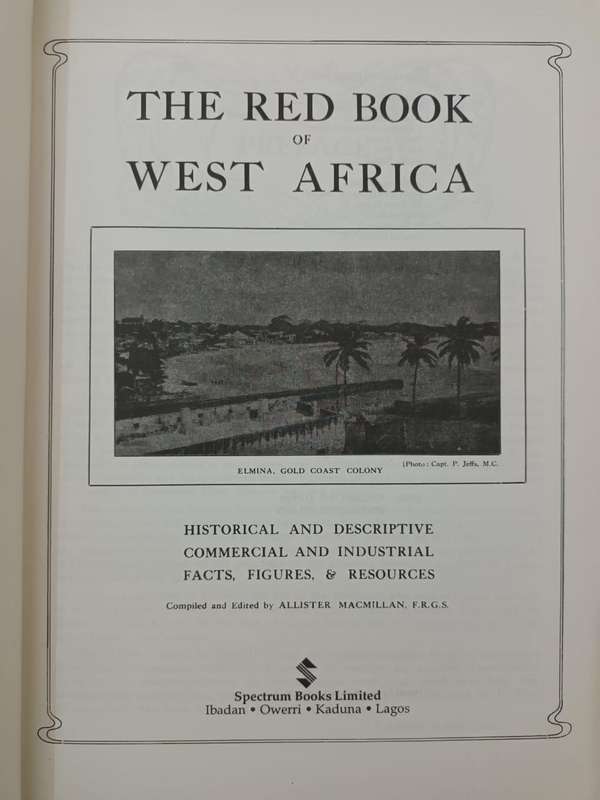 THE RED BOOK
OF
WEST AFRICA
ELMINA, GOLD COAST COLONY
[Photo: Capt. P. Jeffs, M.C.
HISTORICAL AND DESCRIPTIVE
COMMERCIAL AND INDUSTRIAL
FACTS, FIGURES, & RESOURCES
Compiled and Edited by ALLISTER MACMILLAN, F.R.G.S.
Spectrum Books Limited
Ibadan • Owerri • Kaduna • Lagos